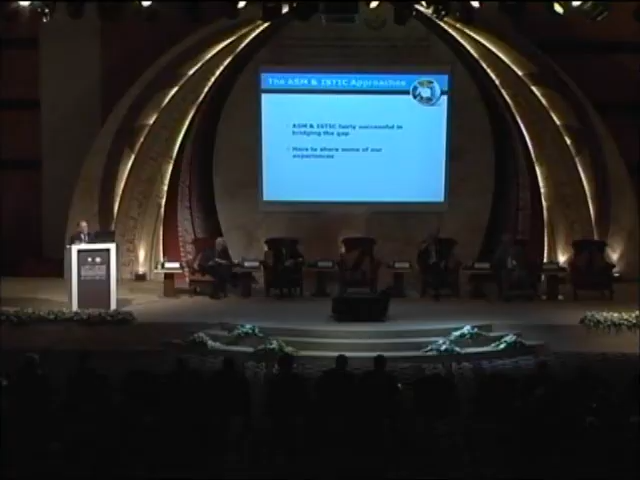 The ASM & ISTIC Approaches
ASM & ISTIC fairly successful in
bridging the gap
Here to share some of our
experiences